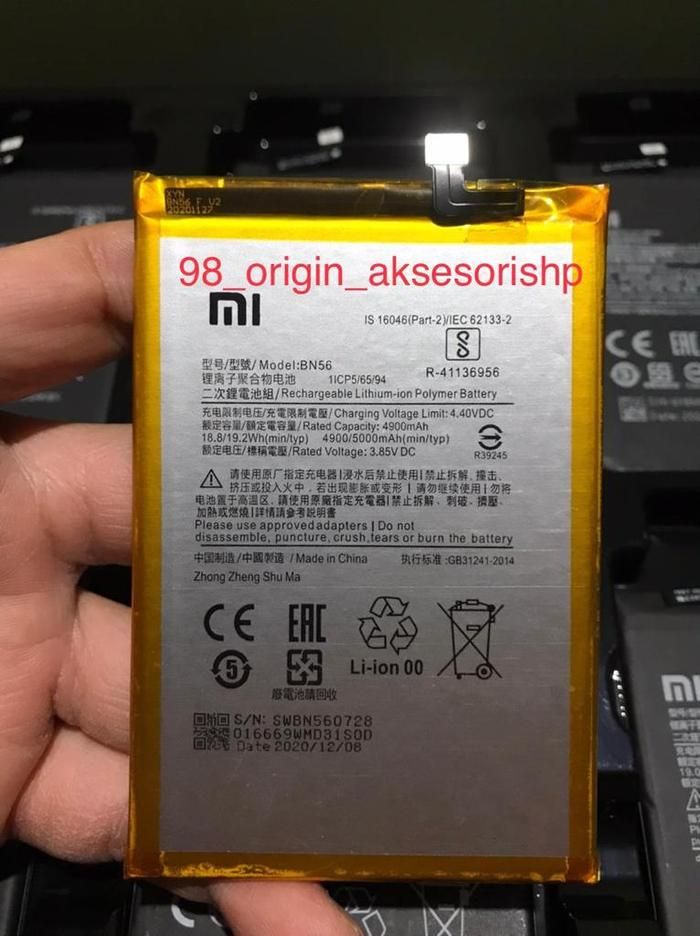 XYN
BN56 F V2
20201127
98_origin_aksesorishp
mi
IS 16046(Part-2)/IEC 62133-2
R-41136956
型号/型號/ Model:BN56
锂离子聚合物电池 1ICP5/65/94
二次鋰電池組/ Rechargeable Lithium-ion Polymer Battery
充电限制电压/充電限制電壓/ Charging Voltage Limit: 4.40VDC
额定容量/額定電容量/ Rated Capacity: 4900mAh
18.8/19.2Wh(min/typ) 4900/5000mAh(min/typ)
额定电压/標稱電壓/ Rated Voltage: 3.85V DC
R39245
请使用原厂指定充电器|浸水后禁止使用|禁止拆解、撞击、
挤压或投入火中，若出现膨胀或变形|请勿继续使用|勿将
电池置于高温区，請使用原廠指定充電器|禁止拆解、刺破、擠壓、
加熱或燃燒|詳情請參考説明書
Please use approved adapters | Do not
disassemble, puncture, crush,tears or burn the battery
中国制造/中國製造 / Made in China 执行标准:GB31241-2014
Zhong Zheng Shu Ma
CE EAC
5
Li-ion 00
廢電池請回收
S/N: SWBN560728
016669WMD31S0D
Date 2020/12/08